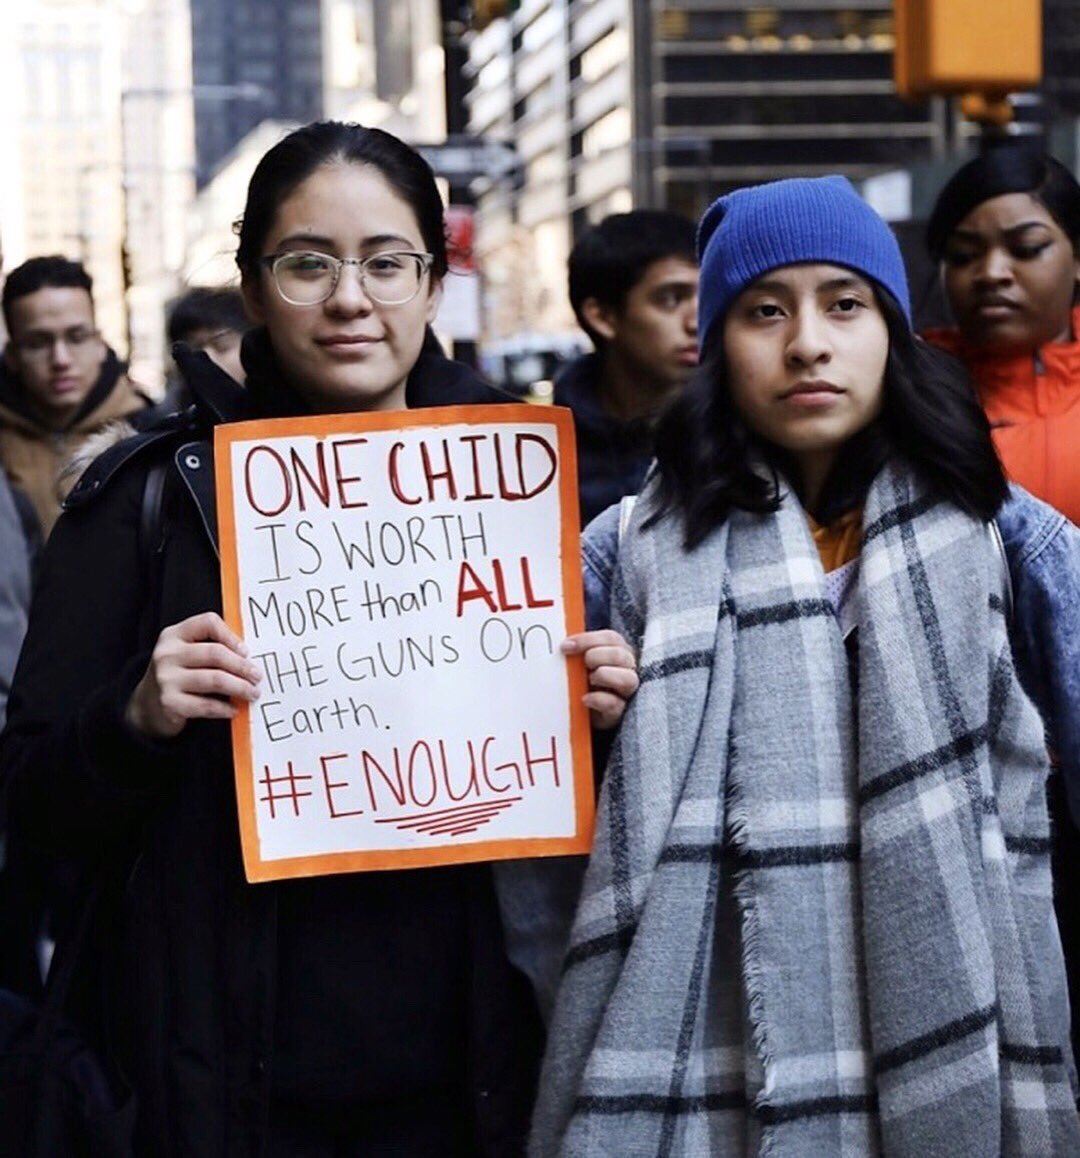 ONE CHILD
IS WORTH
MORE than ALL
THE GUNS On
Earth.
#ENOUGH